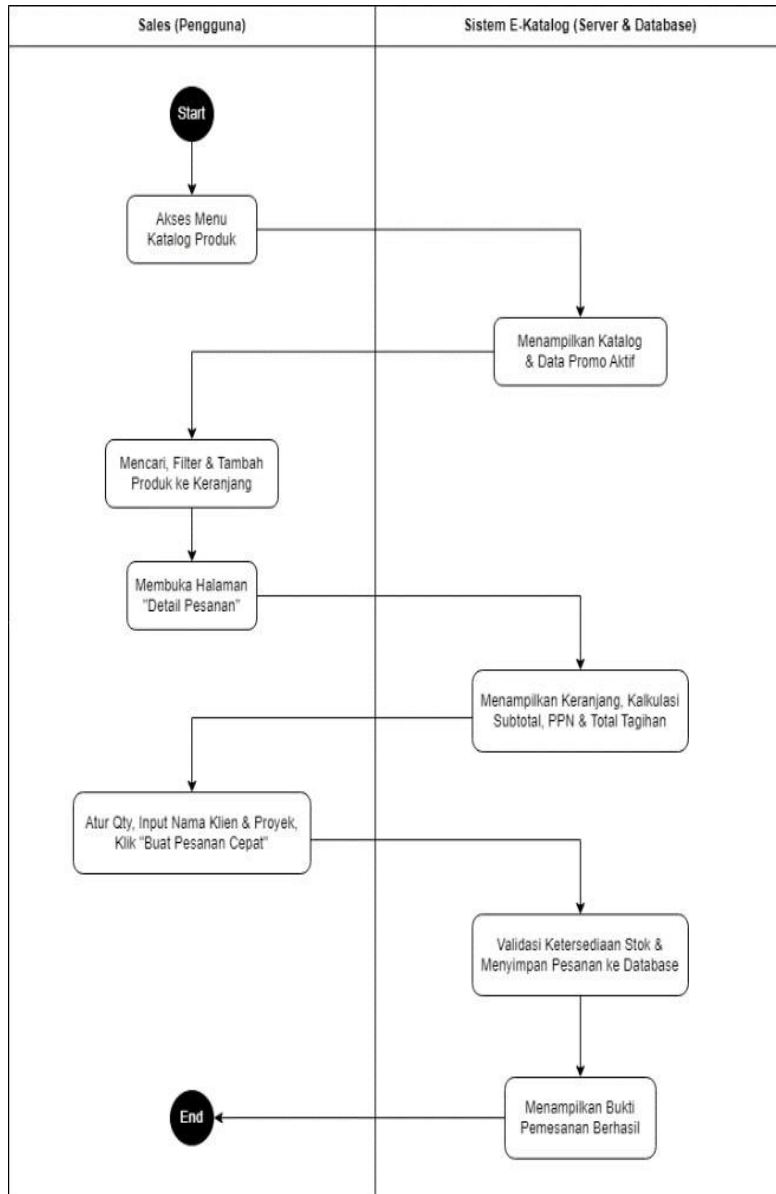 Sales (Pengguna)
Sistem E-Katalog (Server & Database)
Start
Akses Menu
Katalog Produk
Menampilkan Katalog
& Data Promo Aktif
Mencari, Filter & Tambah
Produk ke Keranjang
Membuka Halaman
"Detail Pesanan"
Menampilkan Keranjang, Kalkulasi
Subtotal, PPN & Total Tagihan
Atur Qty, Input Nama Klien & Proyek,
Klik "Buat Pesanan Cepat"
Validasi Ketersediaan Stok &
Menyimpan Pesanan ke Database
Menampilkan Bukti
Pemesanan Berhasil
End